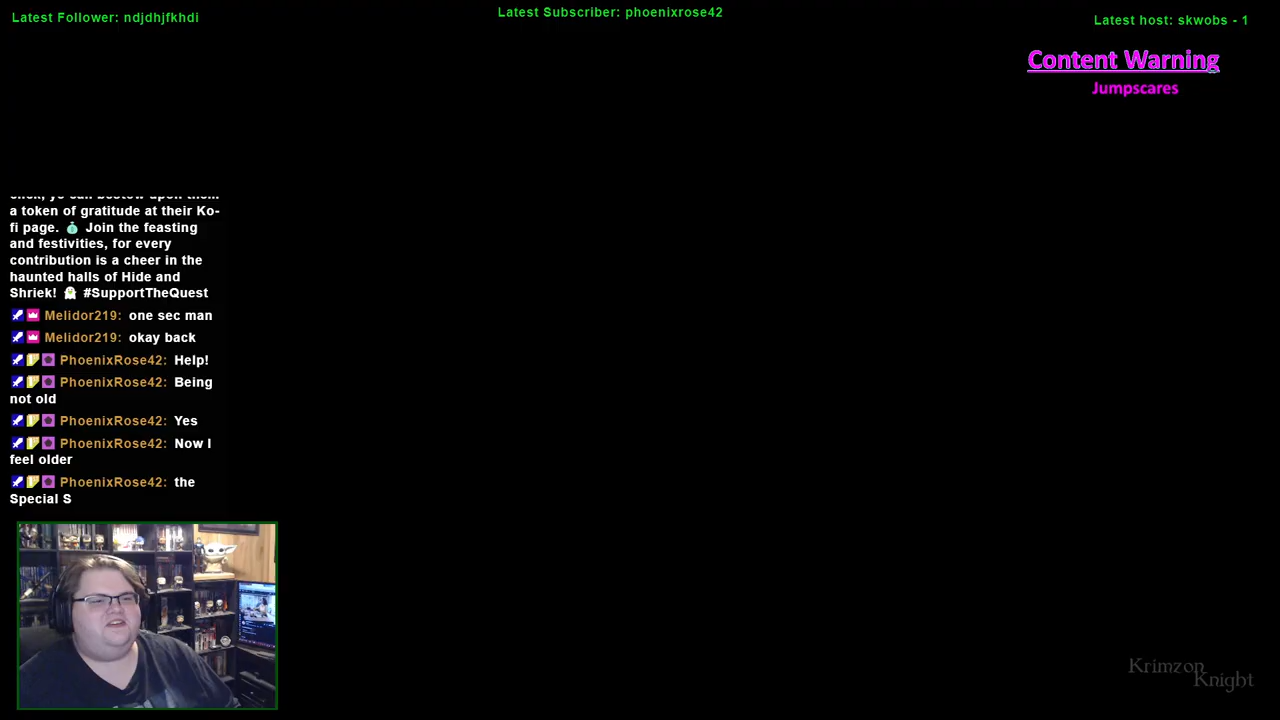 Latest Follower: ndjdhjfkhdi
Latest Subscriber: phoenixrose42
Latest host: skwobs - 1
Content Warning
Jumpscares
a token of gratitude at their Ko-
fi page. Join the feasting
and festivities, for every
contribution is a cheer in the
haunted halls of Hide and
Shriek! #SupportTheQuest
Melidor219: one sec man
Melidor219: okay back
PhoenixRose42: Help!
PhoenixRose42: Being
not old
PhoenixRose42: Yes
PhoenixRose42: Now I
feel older
PhoenixRose42: the
Special S
Krimzon
Knight